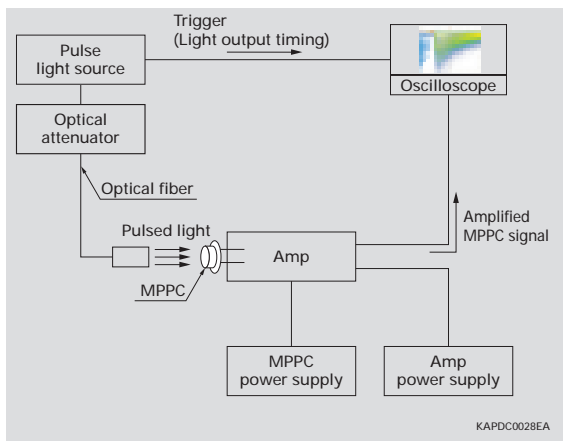 Trigger
(Light output timing)
Pulse
light source
Oscilloscope
Optical
attenuator
Optical fiber
Pulsed light
Amplified
MPPC signal
Amp
MPPC
MPPC
power supply
Amp
power supply
KAPDC0028EA